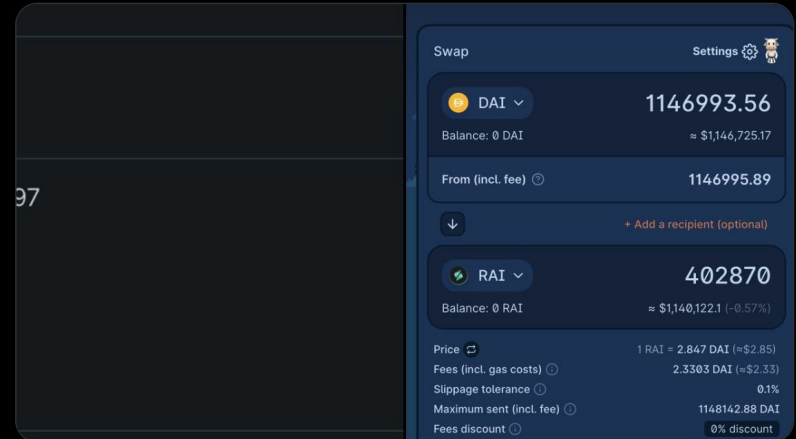 97
Swap
Settings
DAI
1146993.56
Balance: 0 DAI
≈ $1,146,725.17
From (incl. fee)
1146995.89
+ Add a recipient (optional)
RAI
402870
Balance: 0 RAI
≈ $1,140,122.1 (-0.57%)
Price
1 RAI = 2.847 DAI (≈$2.85)
Fees (incl. gas costs)
2.3303 DAI (≈$2.33)
Slippage tolerance
0.1%
Maximum sent (incl. fee)
1148142.88 DAI
Fees discount
0% discount